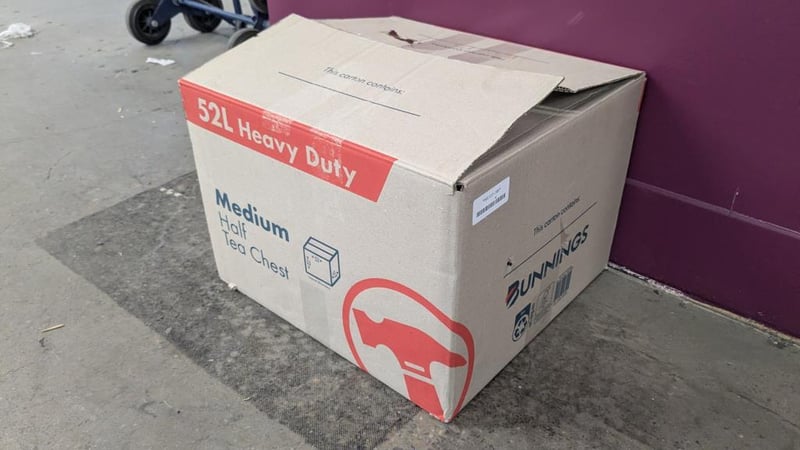 This carton contains:
52L Heavy Duty
Medium
Half
Tea Chest
This carton contains:
BUNNINGS